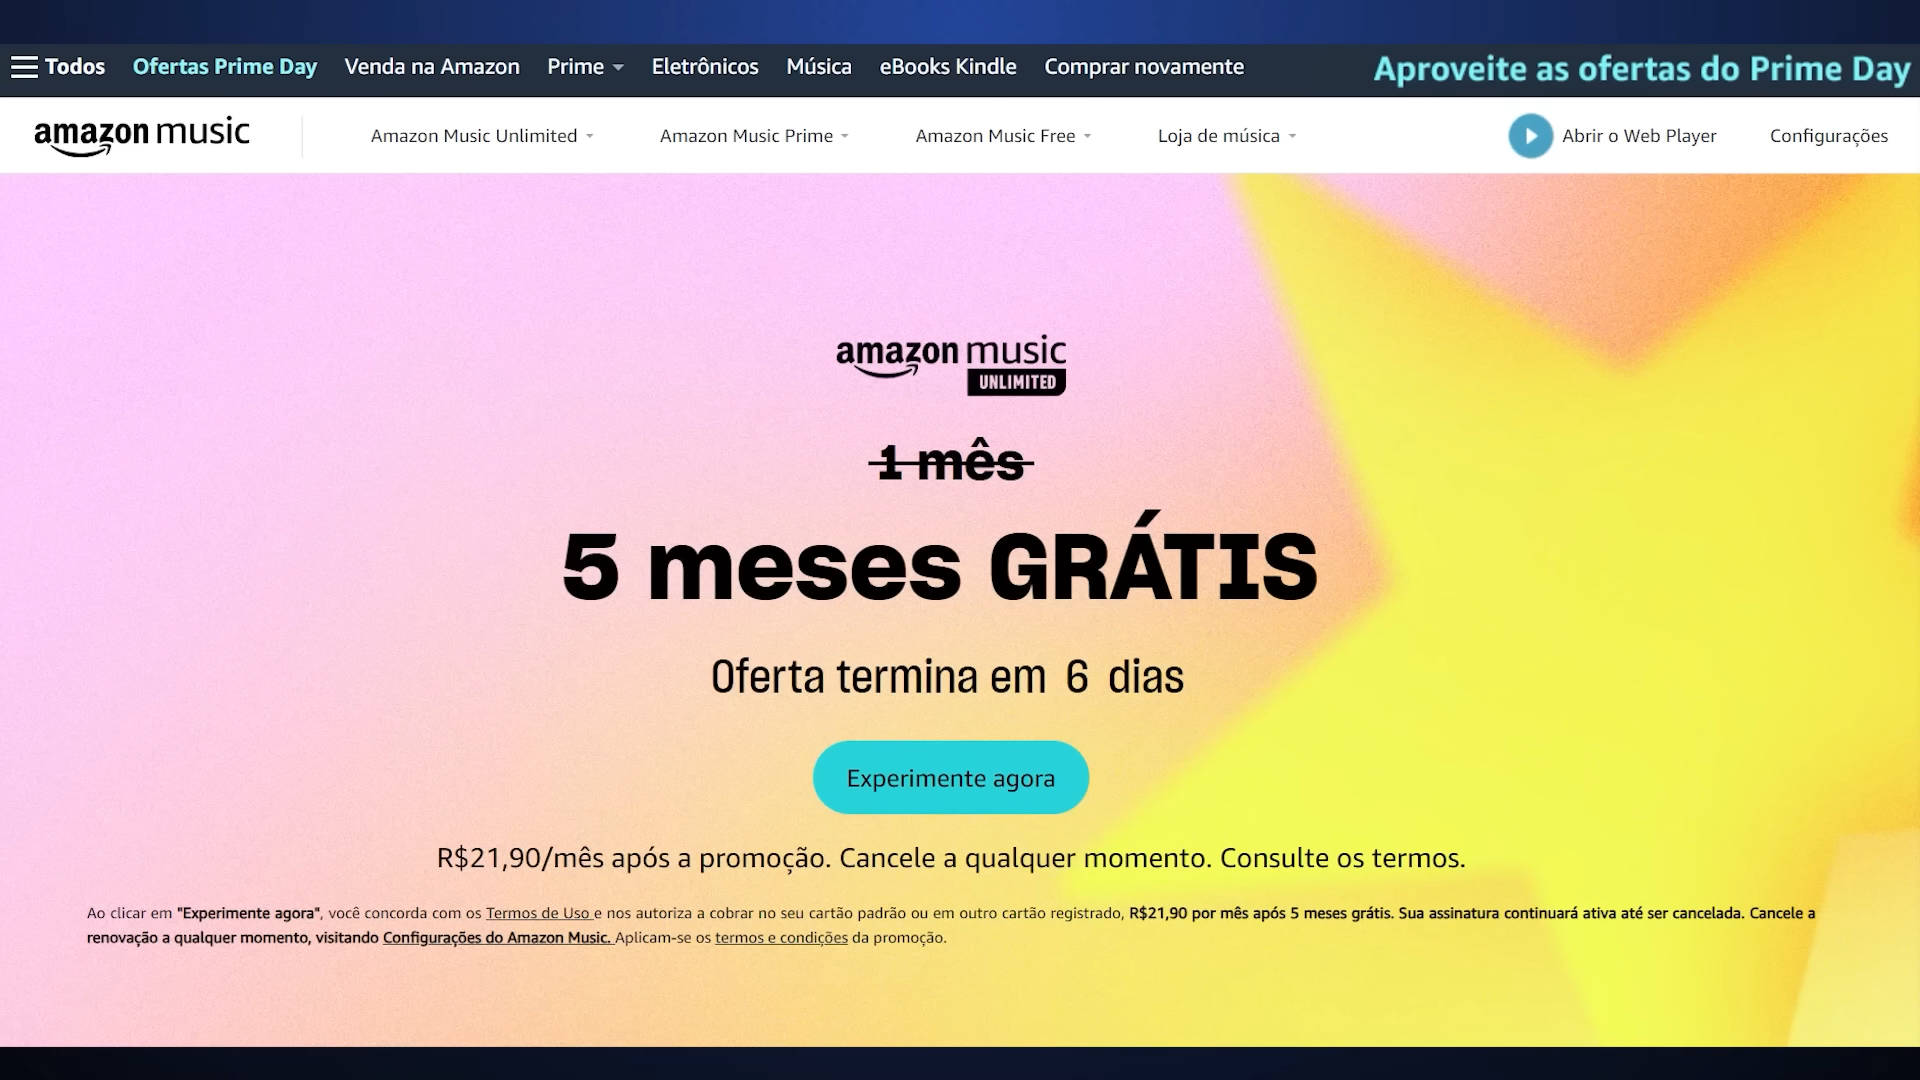 Todos Ofertas Prime Day Venda na Amazon Prime Eletrônicos Música eBooks Kindle Comprar novamente Aproveite as ofertas do Prime Day
amazon music Amazon Music Unlimited Amazon Music Prime Amazon Music Free Loja de música Abrir o Web Player Configurações
amazon music
UNLIMITED
1 mês
5 meses GRÁTIS
Oferta termina em 6 dias
Experimente agora
R$21,90/mês após a promoção. Cancele a qualquer momento. Consulte os termos.
Ao clicar em "Experimente agora", você concorda com os Termos de Uso e nos autoriza a cobrar no seu cartão padrão ou em outro cartão registrado, R$21,90 por mês após 5 meses grátis. Sua assinatura continuará ativa até ser cancelada. Cancele a
renovação a qualquer momento, visitando Configurações do Amazon Music. Aplicam-se os termos e condições da promoção.